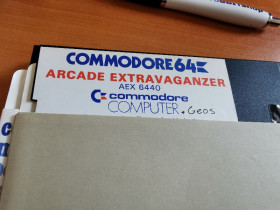 COMMODORE 64
ARCADE EXTRAVAGANZER
AEX 6440
commodore
COMPUTER . Geos